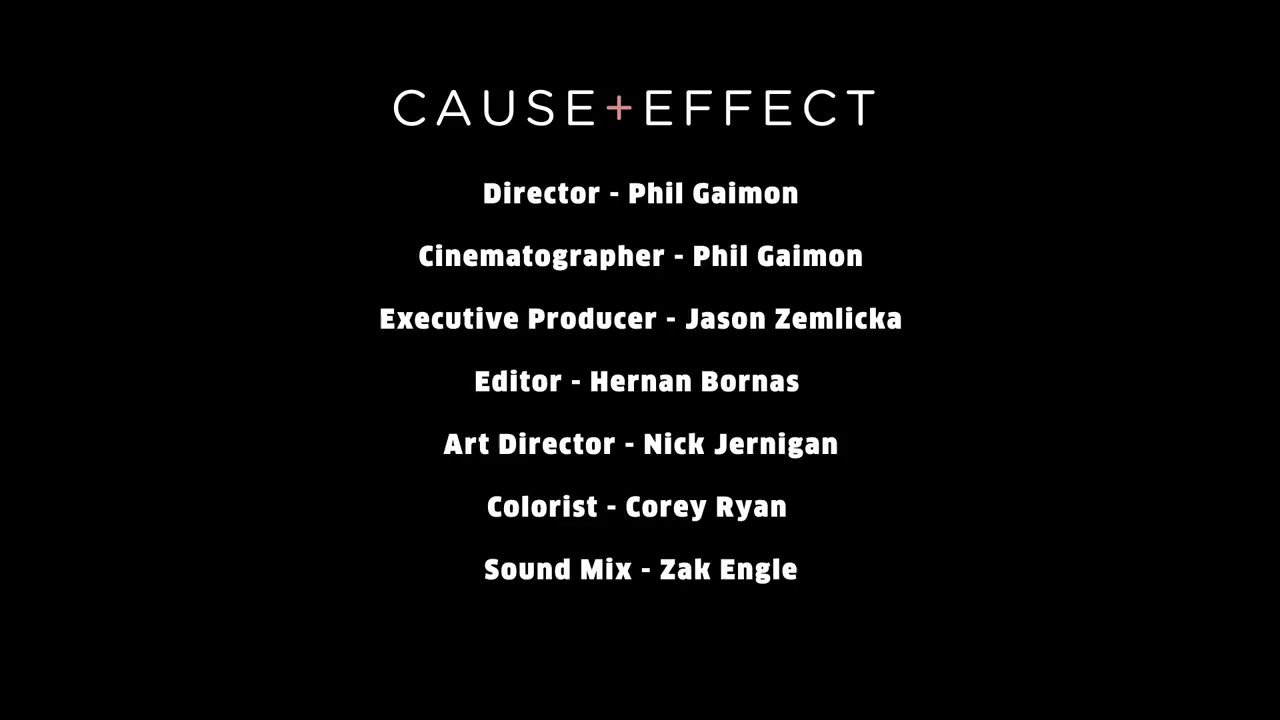 CAUSE+EFFECT
Director - Phil Gaimon
Cinematographer - Phil Gaimon
Executive Producer - Jason Zemlicka
Editor - Hernan Bornas
Art Director - Nick Jernigan
Colorist - Corey Ryan
Sound Mix - Zak Engle